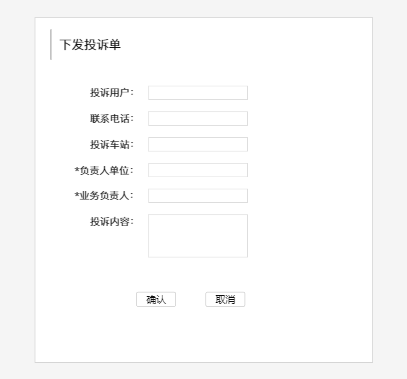 下发投诉单
投诉用户：
联系电话：
投诉车站：
*负责人单位：
*业务负责人：
投诉内容：
确认 取消